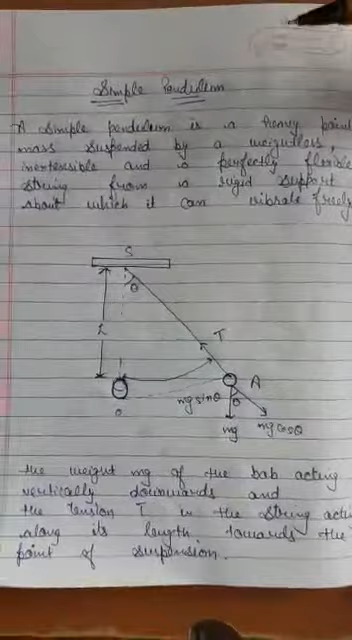 Simple Pendulum
A simple pendulum is a heavy point
mass suspended by a weightless,
inextensible and a perfectly flexible
string from a rigid support
about which it can vibrate freely
S
θ
l
T
A
mg sinθ
θ
o
mg
mg cosθ
the weight mg of the bab acting
vertically downwards and
the tension T in the string acti
along its length towards the
point of suspension.